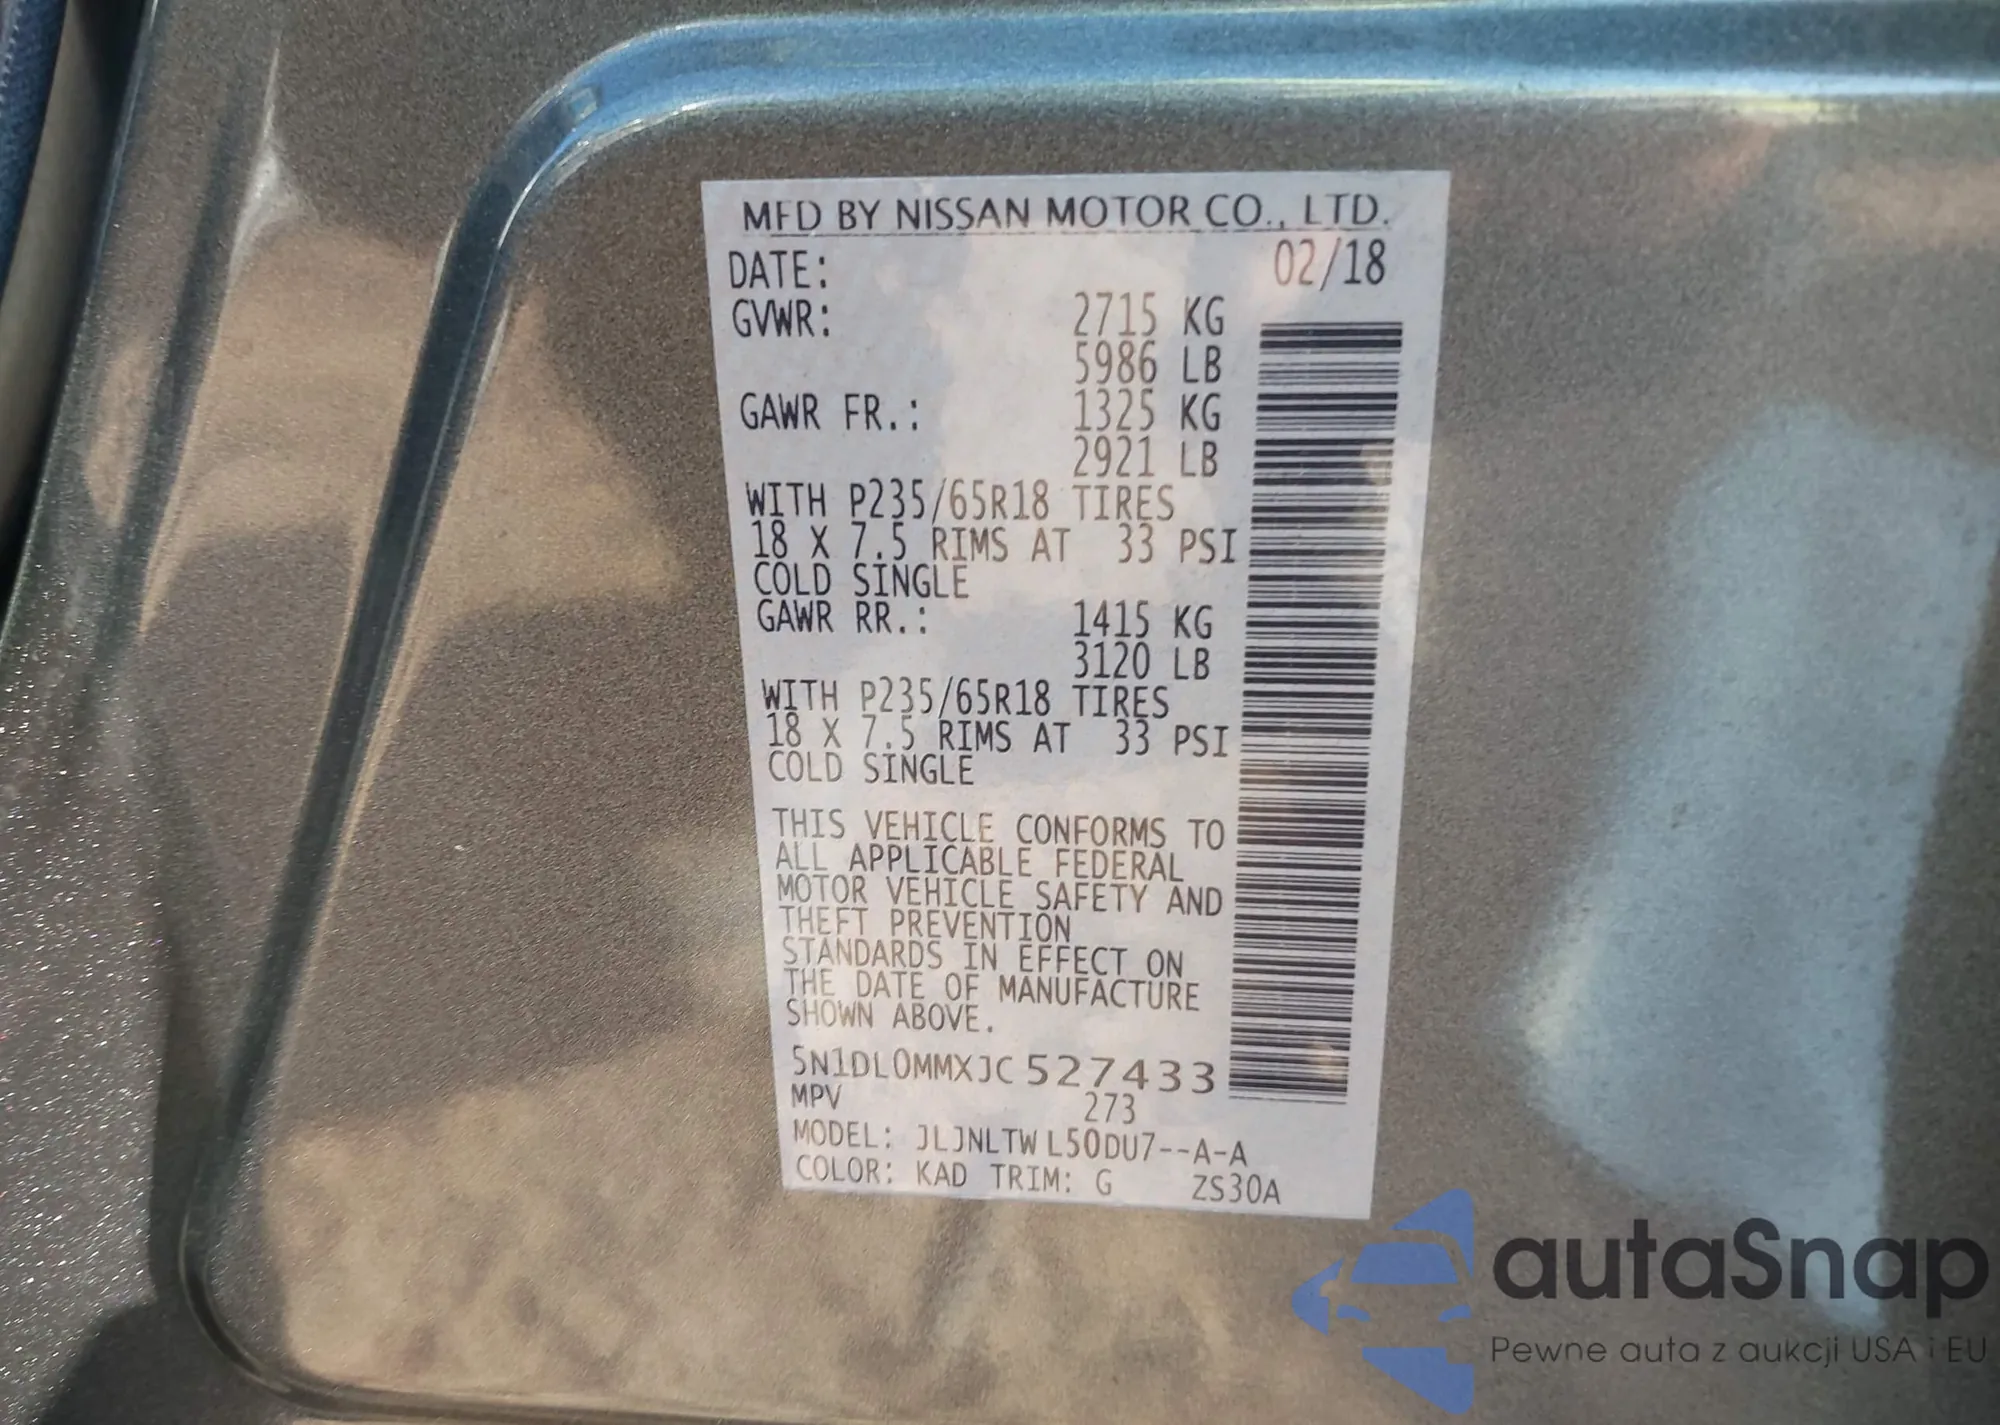 MFD BY NISSAN MOTOR CO., LTD.
DATE: 02/18
GVWR: 2715 KG
5986 LB
GAWR FR.: 1325 KG
2921 LB
WITH P235/65R18 TIRES
18 X 7.5 RIMS AT 33 PSI
COLD SINGLE
GAWR RR.: 1415 KG
3120 LB
WITH P235/65R18 TIRES
18 X 7.5 RIMS AT 33 PSI
COLD SINGLE
THIS VEHICLE CONFORMS TO
ALL APPLICABLE FEDERAL
MOTOR VEHICLE SAFETY AND
THEFT PREVENTION
STANDARDS IN EFFECT ON
THE DATE OF MANUFACTURE
SHOWN ABOVE.
5N1DL0MMXJC527433
MPV 273
MODEL: JLJNLTWL50DU7--A-A
COLOR: KAD TRIM: G ZS30A
autaSnap
Pewne auta z aukcji USA i EU